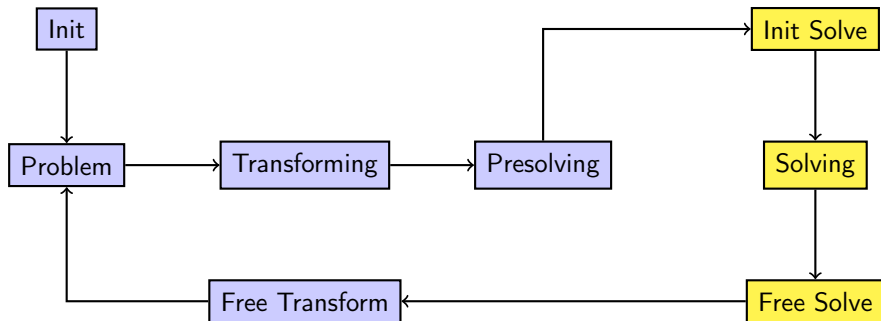 Init
Init Solve
Problem
Transforming
Presolving
Solving
Free Transform
Free Solve